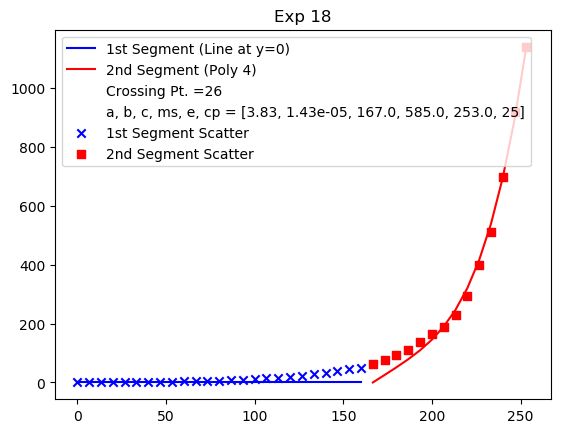 Exp 18
1st Segment (Line at y=0)
2nd Segment (Poly 4)
Crossing Pt. =26
a, b, c, ms, e, cp = [3.83, 1.43e-05, 167.0, 585.0, 253.0, 25]
1st Segment Scatter
2nd Segment Scatter
1000
800
600
400
200
0
0 50 100 150 200 250